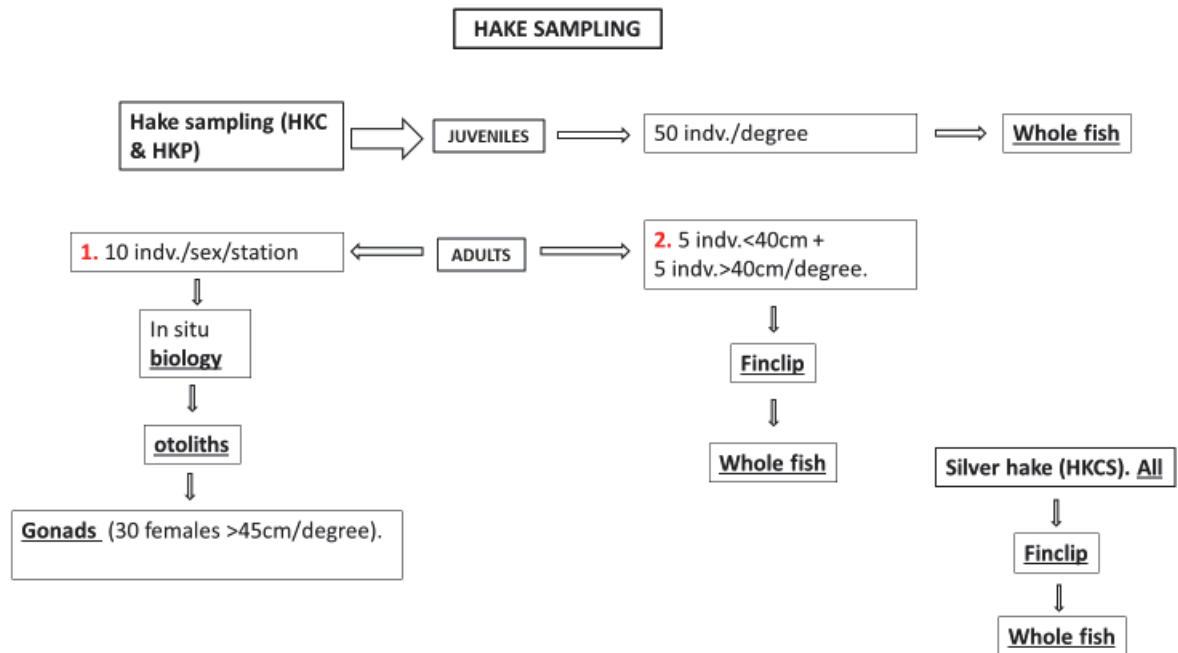 HAKE SAMPLING
Hake sampling (HKC
& HKP)
JUVENILES
50 indv./degree
Whole fish
1. 10 indv./sex/station
ADULTS
2. 5 indv.<40cm +
5 indv.>40cm/degree.
In situ
biology
Finclip
otoliths
Whole fish
Silver hake (HKCS). All
Gonads (30 females >45cm/degree).
Finclip
Whole fish